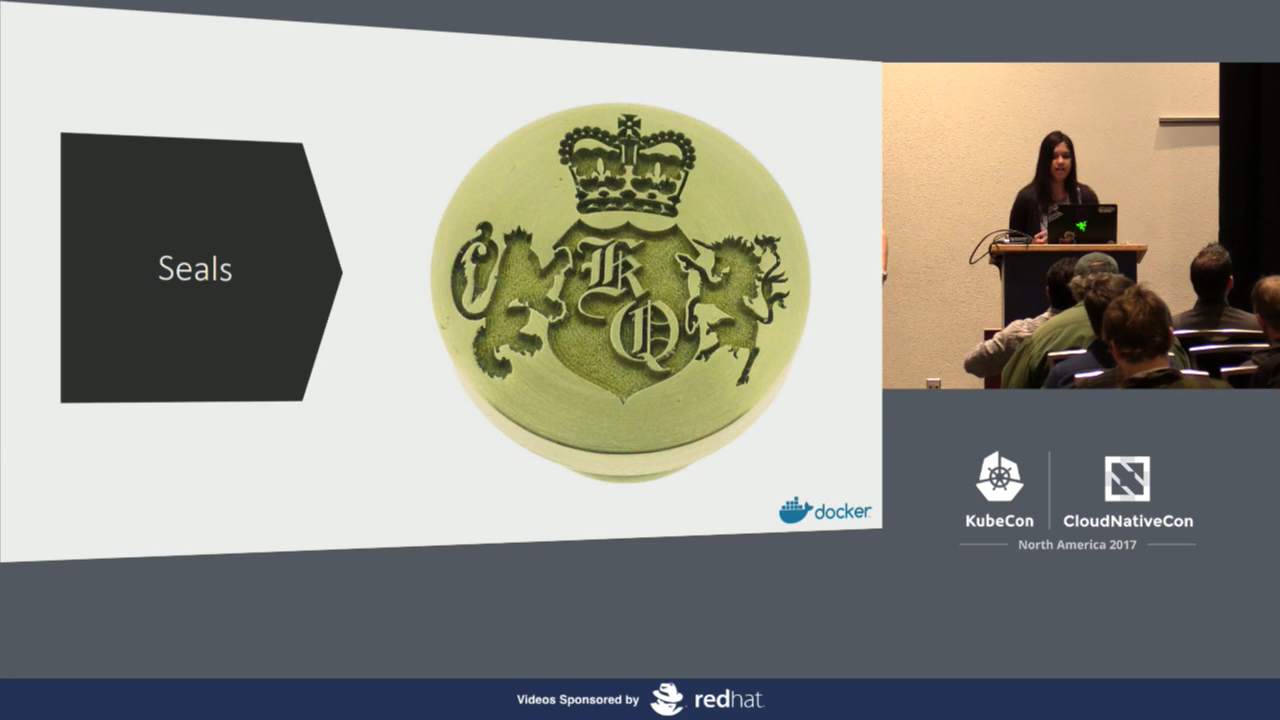 Seals
K
Q
docker
KubeCon
CloudNativeCon
North America 2017
Videos Sponsored by redhat.